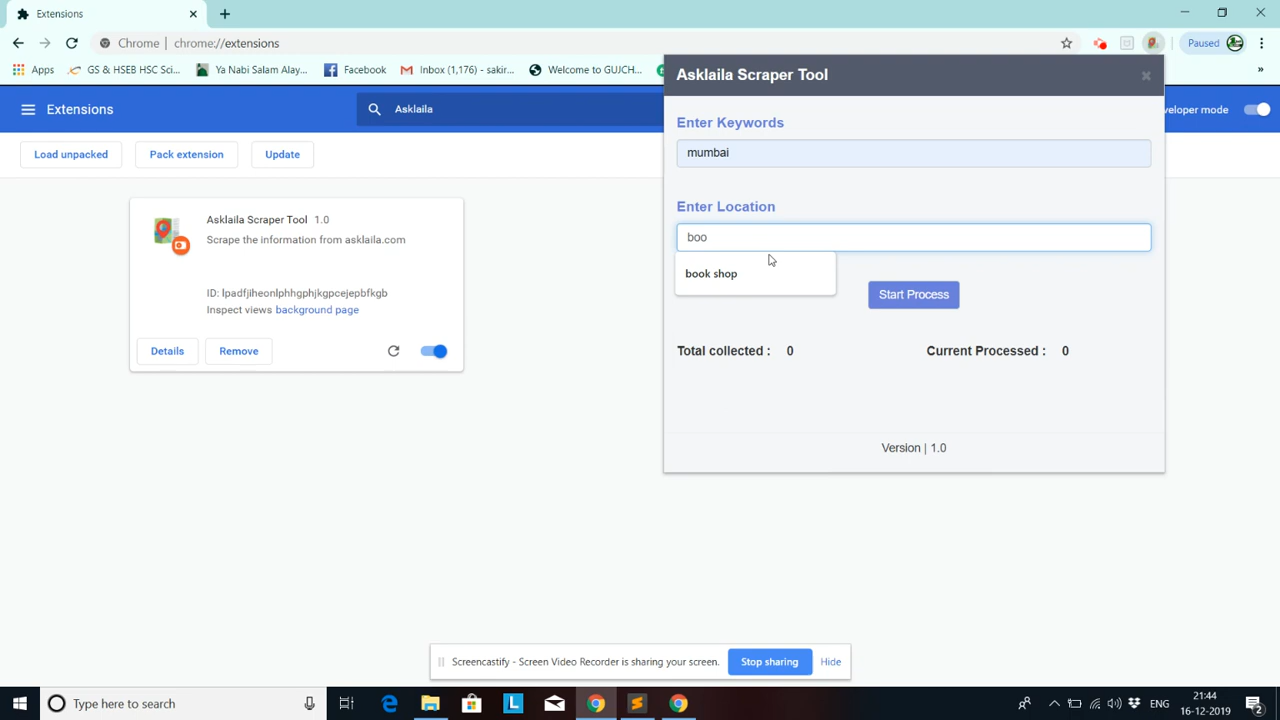 Extensions
Chrome | chrome://extensions
Paused
Apps GS & HSEB HSC Sci... Ya Nabi Salam Alay... Facebook Inbox (1,176) - sakir... Welcome to GUJCH... »
Asklaila Scraper Tool
Extensions
Asklaila
veloper mode
Enter Keywords
Load unpacked Pack extension Update
mumbai
Enter Location
boo
Asklaila Scraper Tool 1.0
Scrape the information from asklaila.com
book shop
ID: lpadfjiheonlphhgphjkgpcejepbfkgb
Start Process
Inspect views background page
Details Remove
Total collected : 0 Current Processed : 0
Version | 1.0
Screencastify - Screen Video Recorder is sharing your screen. Stop sharing Hide
Type here to search
ENG
21:44
16-12-2019
2